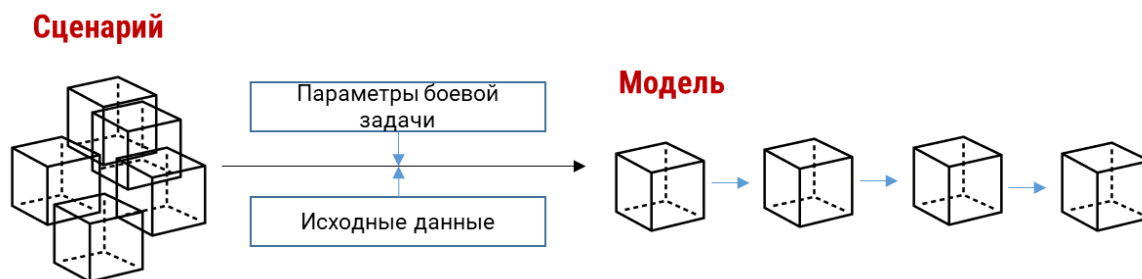 Сценарий
Параметры боевой
задачи
Модель
Исходные данные